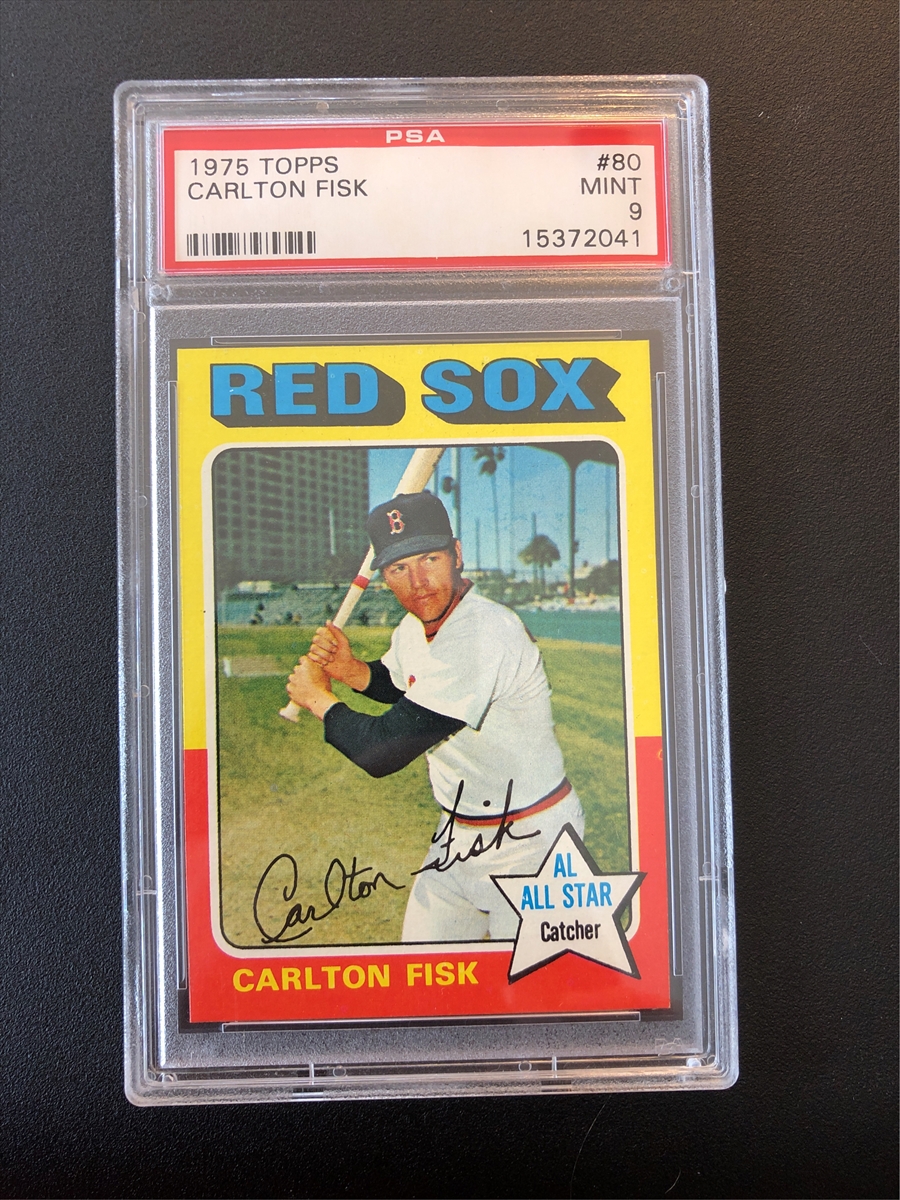 PSA
1975 TOPPS #80
CARLTON FISK MINT
9
15372041
RED SOX
B
Carlton Fisk
AL
ALL STAR
Catcher
CARLTON FISK